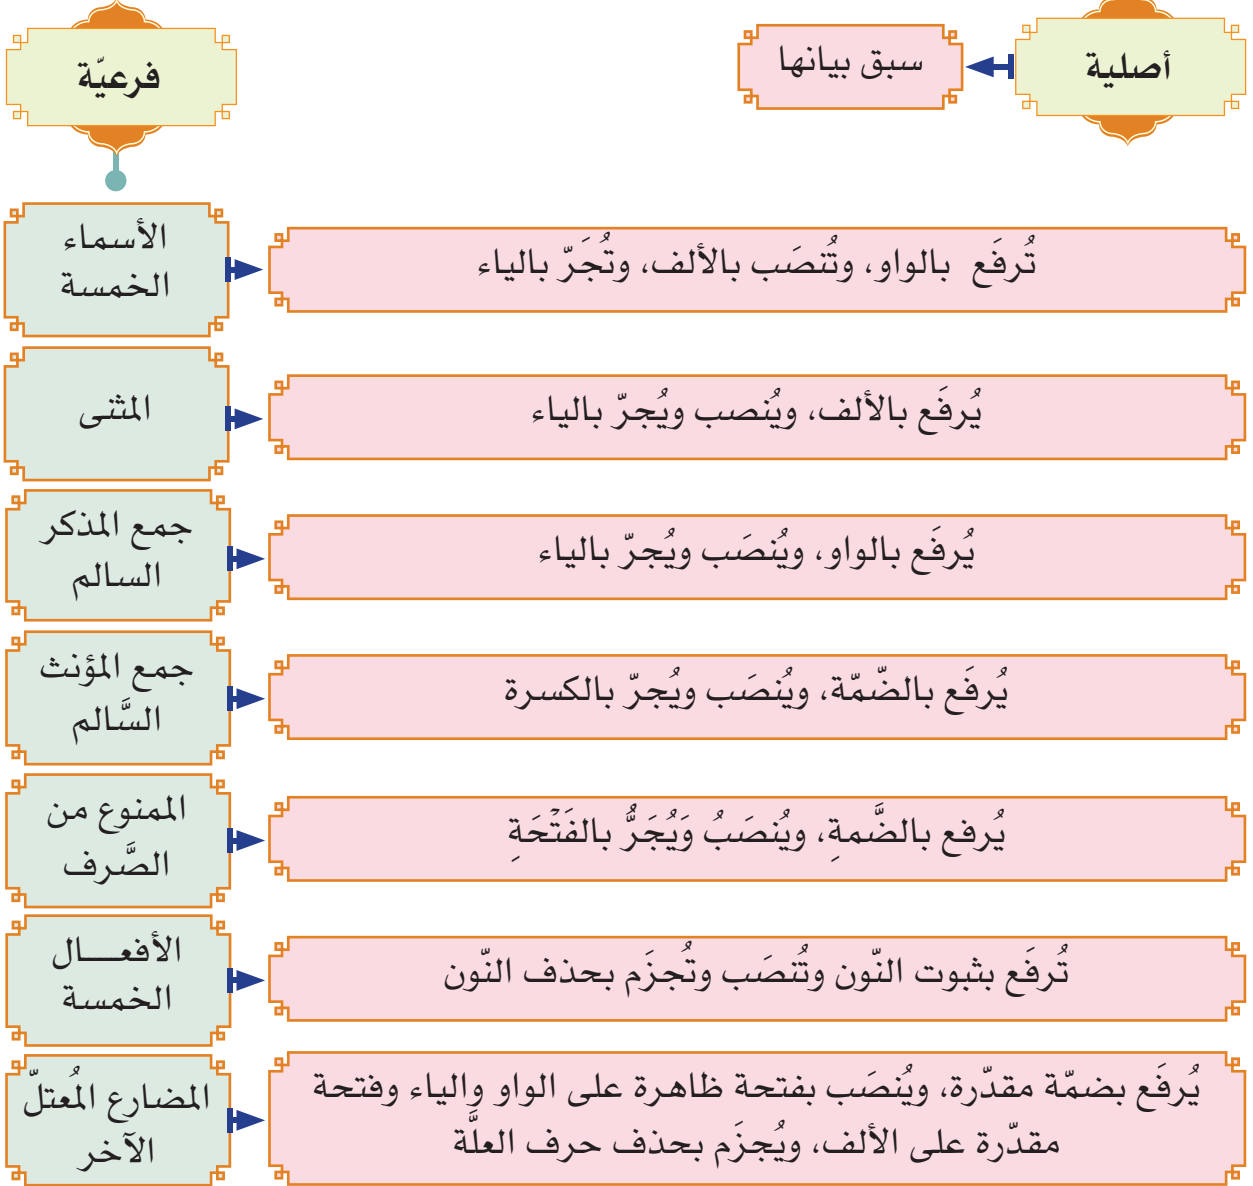 أصلية
سبق بيانها
فرعيّة
الأسماء
الخمسة
تُرفَع بالواو، وتُنصَب بالألف، وتُجَرّ بالياء
المثنى
يُرفَع بالألف، ويُنصب ويُجرّ بالياء
جمع المذكر
السالم
يُرفَع بالواو، ويُنصَب ويُجرّ بالياء
جمع المؤنث
السَّالم
يُرفَع بالضّمّة، ويُنصَب ويُجرّ بالكسرة
الممنوع من
الصَّرف
يُرفع بالضَّمةِ، ويُنصَبُ وَيُجَرُّ بالفَتْحَةِ
الأفعـــال
الخمسة
تُرفَع بثبوت النّون وتُنصَب وتُجزَم بحذف النّون
المضارع المُعتلّ
الآخر
يُرفَع بضمّة مقدّرة، ويُنصَب بفتحة ظاهرة على الواو والياء وفتحة
مقدّرة على الألف، ويُجزَم بحذف حرف العلَّة